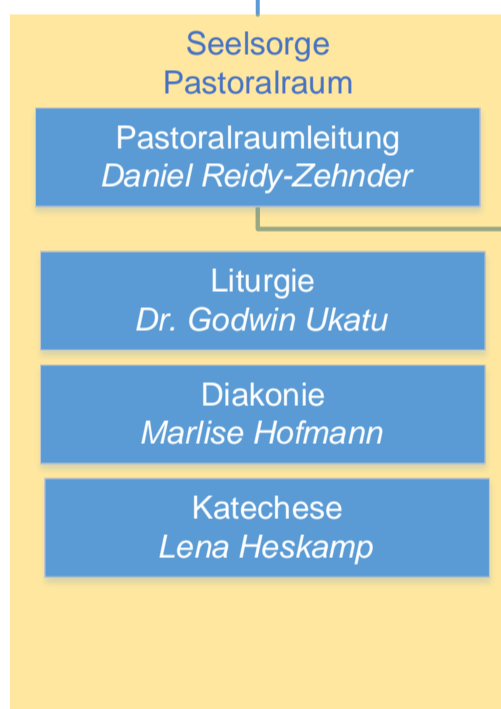 Seelsorge
Pastoralraum
Pastoralraumleitung
Daniel Reidy-Zehnder
Liturgie
Dr. Godwin Ukatu
Diakonie
Marlise Hofmann
Katechese
Lena Heskamp